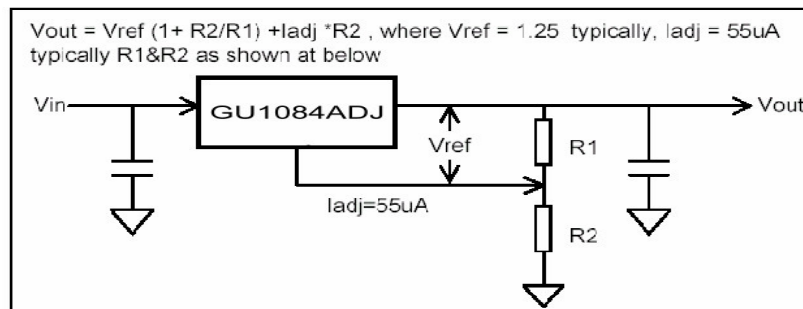 Vout = Vref (1+ R2/R1) +Iadj *R2 , where Vref = 1.25 typically, Iadj = 55uA
typically R1&R2 as shown at below
Vin
GU1084ADJ
Vout
Vref
R1
Iadj=55uA
R2